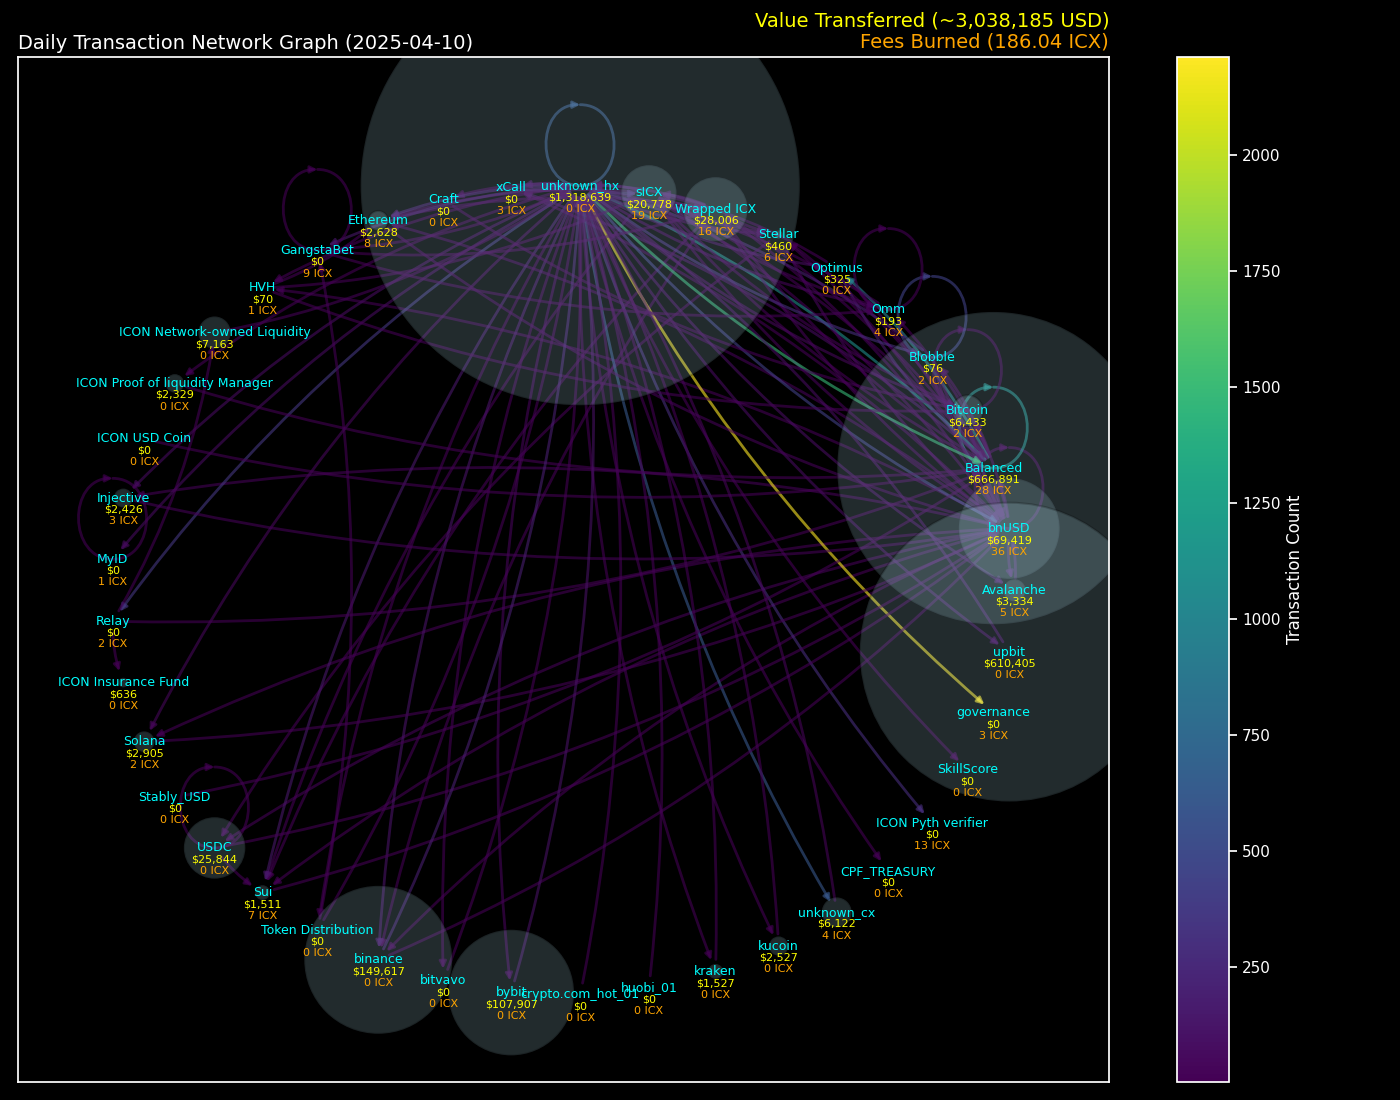 Value Transferred (~3,038,185 USD)
Daily Transaction Network Graph (2025-04-10)
Fees Burned (186.04 ICX)
unknown_hx
$1,318,639
0 ICX
sICX
$20,778
19 ICX
Wrapped ICX
$28,006
16 ICX
Stellar
$460
6 ICX
Optimus
$325
0 ICX
Omm
$193
4 ICX
Blobble
$76
2 ICX
Bitcoin
$6,433
2 ICX
Balanced
$666,891
28 ICX
bnUSD
$69,419
36 ICX
Avalanche
$3,334
5 ICX
upbit
$610,405
0 ICX
governance
$0
3 ICX
SkillScore
$0
0 ICX
ICON Pyth verifier
$0
13 ICX
CPF_TREASURY
$0
0 ICX
unknown_cx
$6,122
4 ICX
kucoin
$2,527
0 ICX
kraken
$1,527
0 ICX
huobi_01
$0
0 ICX
crypto.com_hot_01
$0
0 ICX
bybit
$107,907
0 ICX
bitvavo
$0
0 ICX
binance
$149,617
0 ICX
Token Distribution
$0
0 ICX
Sui
$1,511
7 ICX
USDC
$25,844
0 ICX
Stably_USD
$0
0 ICX
Solana
$2,905
2 ICX
ICON Insurance Fund
$636
0 ICX
Relay
$0
2 ICX
MyID
$0
1 ICX
Injective
$2,426
3 ICX
ICON USD Coin
$0
0 ICX
ICON Proof of liquidity Manager
$2,329
0 ICX
ICON Network-owned Liquidity
$7,163
0 ICX
HVH
$70
1 ICX
GangstaBet
$0
9 ICX
Ethereum
$2,628
8 ICX
Craft
$0
0 ICX
xCall
$0
3 ICX
2000
1750
1500
1250
1000
750
500
250
Transaction Count